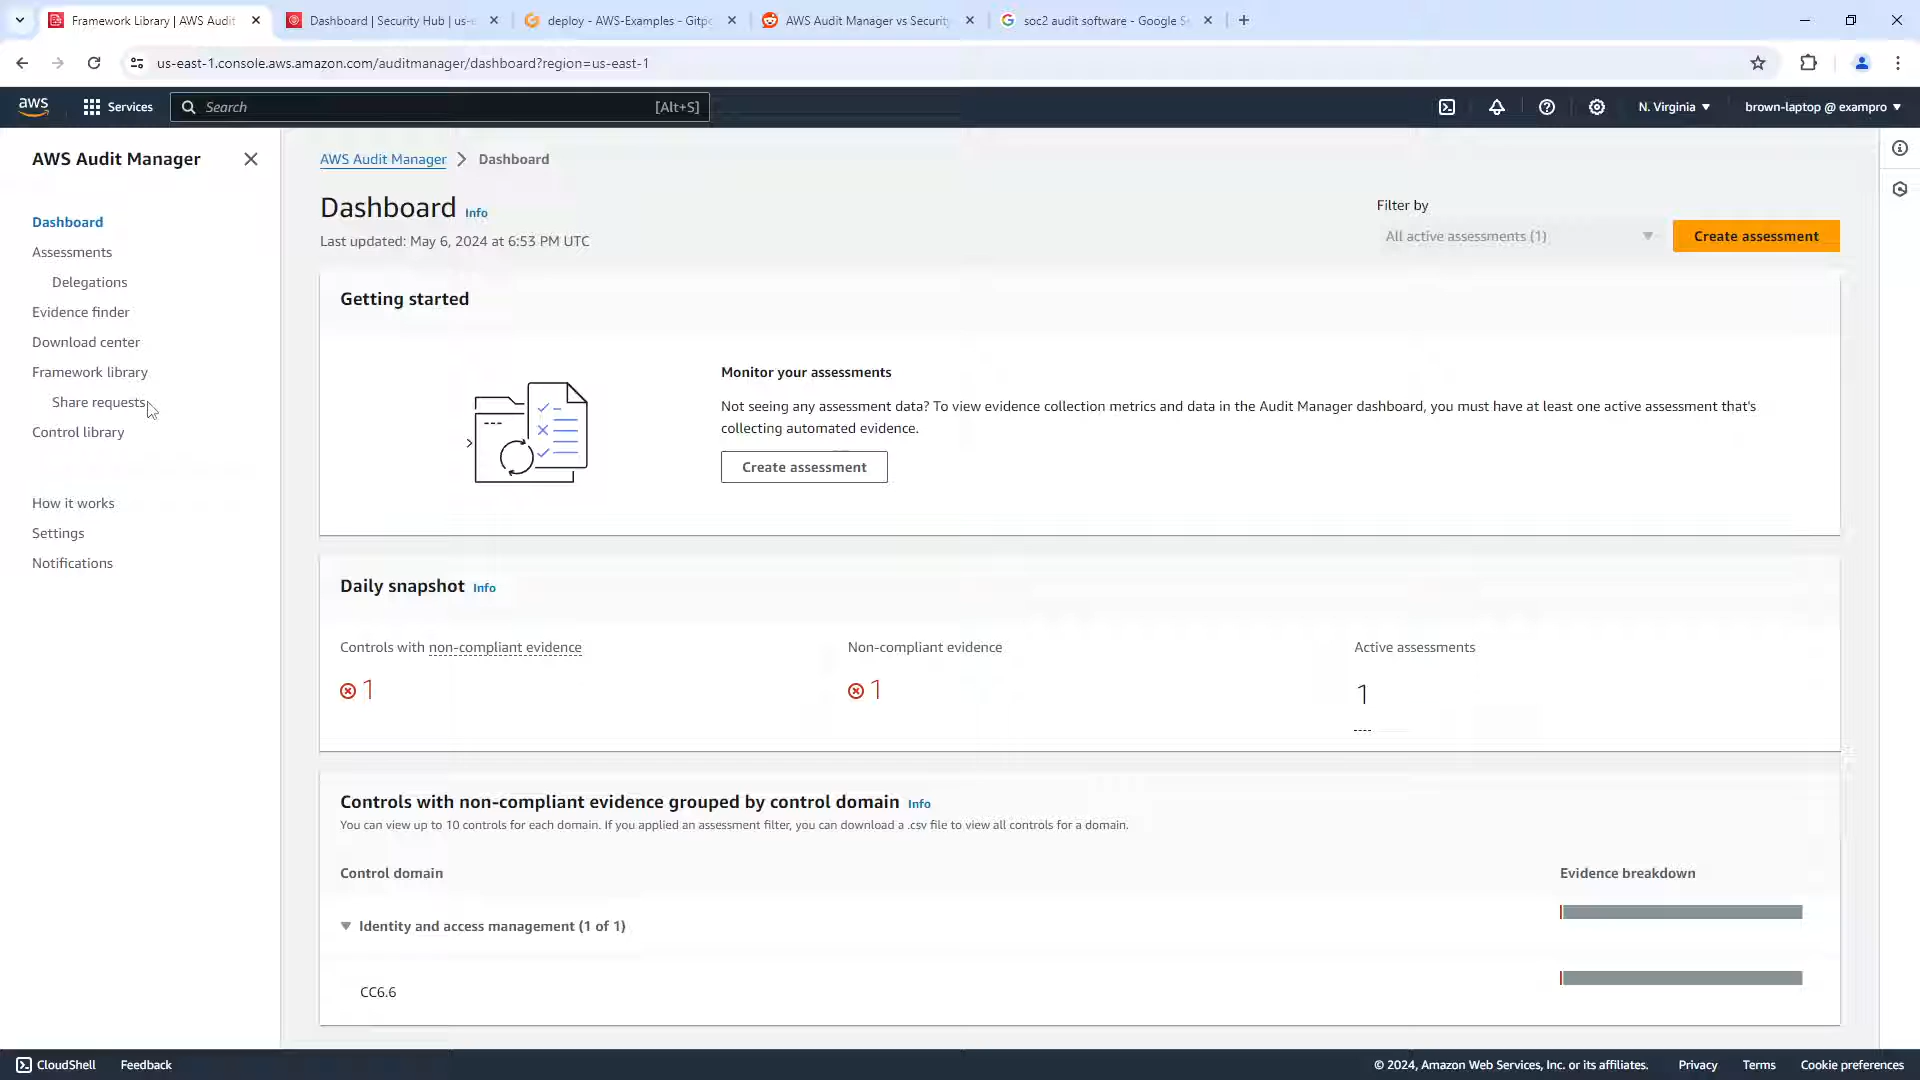 Framework Library | AWS Audit
Dashboard | Security Hub | us-e
deploy - AWS-Examples - Gitpo
AWS Audit Manager vs Security
soc2 audit software - Google Se
us-east-1.console.aws.amazon.com/auditmanager/dashboard?region=us-east-1
aws
Services
Search
[Alt+S]
N. Virginia
brown-laptop @ exampro
AWS Audit Manager
Dashboard
Assessments
Delegations
Evidence finder
Download center
Framework library
Share requests
Control library
How it works
Settings
Notifications
AWS Audit Manager
Dashboard
Dashboard Info
Last updated: May 6, 2024 at 6:53 PM UTC
Filter by
All active assessments (1)
Create assessment
Getting started
Monitor your assessments
Not seeing any assessment data? To view evidence collection metrics and data in the Audit Manager dashboard, you must have at least one active assessment that's
collecting automated evidence.
Create assessment
Daily snapshot Info
Controls with non-compliant evidence
1
Non-compliant evidence
1
Active assessments
1
Controls with non-compliant evidence grouped by control domain Info
You can view up to 10 controls for each domain. If you applied an assessment filter, you can download a .csv file to view all controls for a domain.
Control domain
Evidence breakdown
Identity and access management (1 of 1)
CC6.6
CloudShell
Feedback
© 2024, Amazon Web Services, Inc. or its affiliates.
Privacy
Terms
Cookie preferences